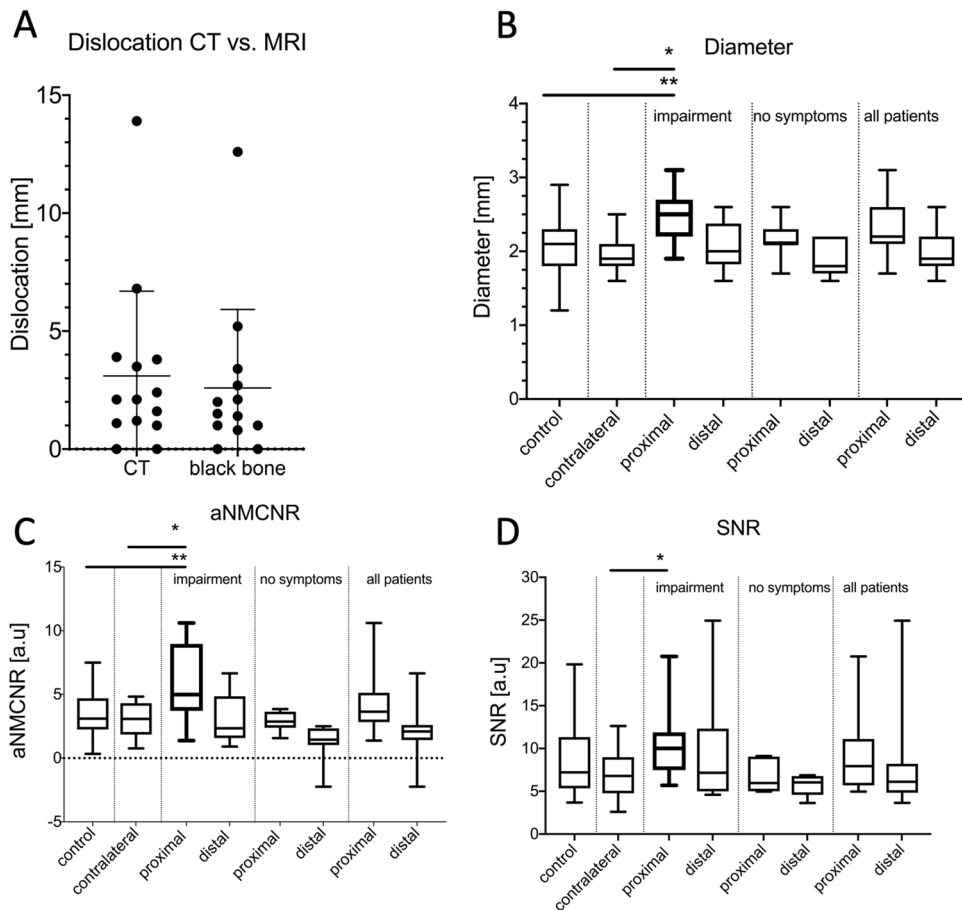 A
Dislocation CT vs. MRI
Dislocation [mm]
15
10
5
0
CT
black bone
B
Diameter
*
**
impairment
no symptoms
all patients
Diameter [mm]
4
3
2
1
0
control
contralateral
proximal
distal
proximal
distal
proximal
distal
C
aNMCNR
*
**
impairment
no symptoms
all patients
aNMCNR [a.u]
15
10
5
0
-5
control
contralateral
proximal
distal
proximal
distal
proximal
distal
D
SNR
*
impairment
no symptoms
all patients
SNR [a.u]
30
25
20
15
10
5
0
control
contralateral
proximal
distal
proximal
distal
proximal
distal